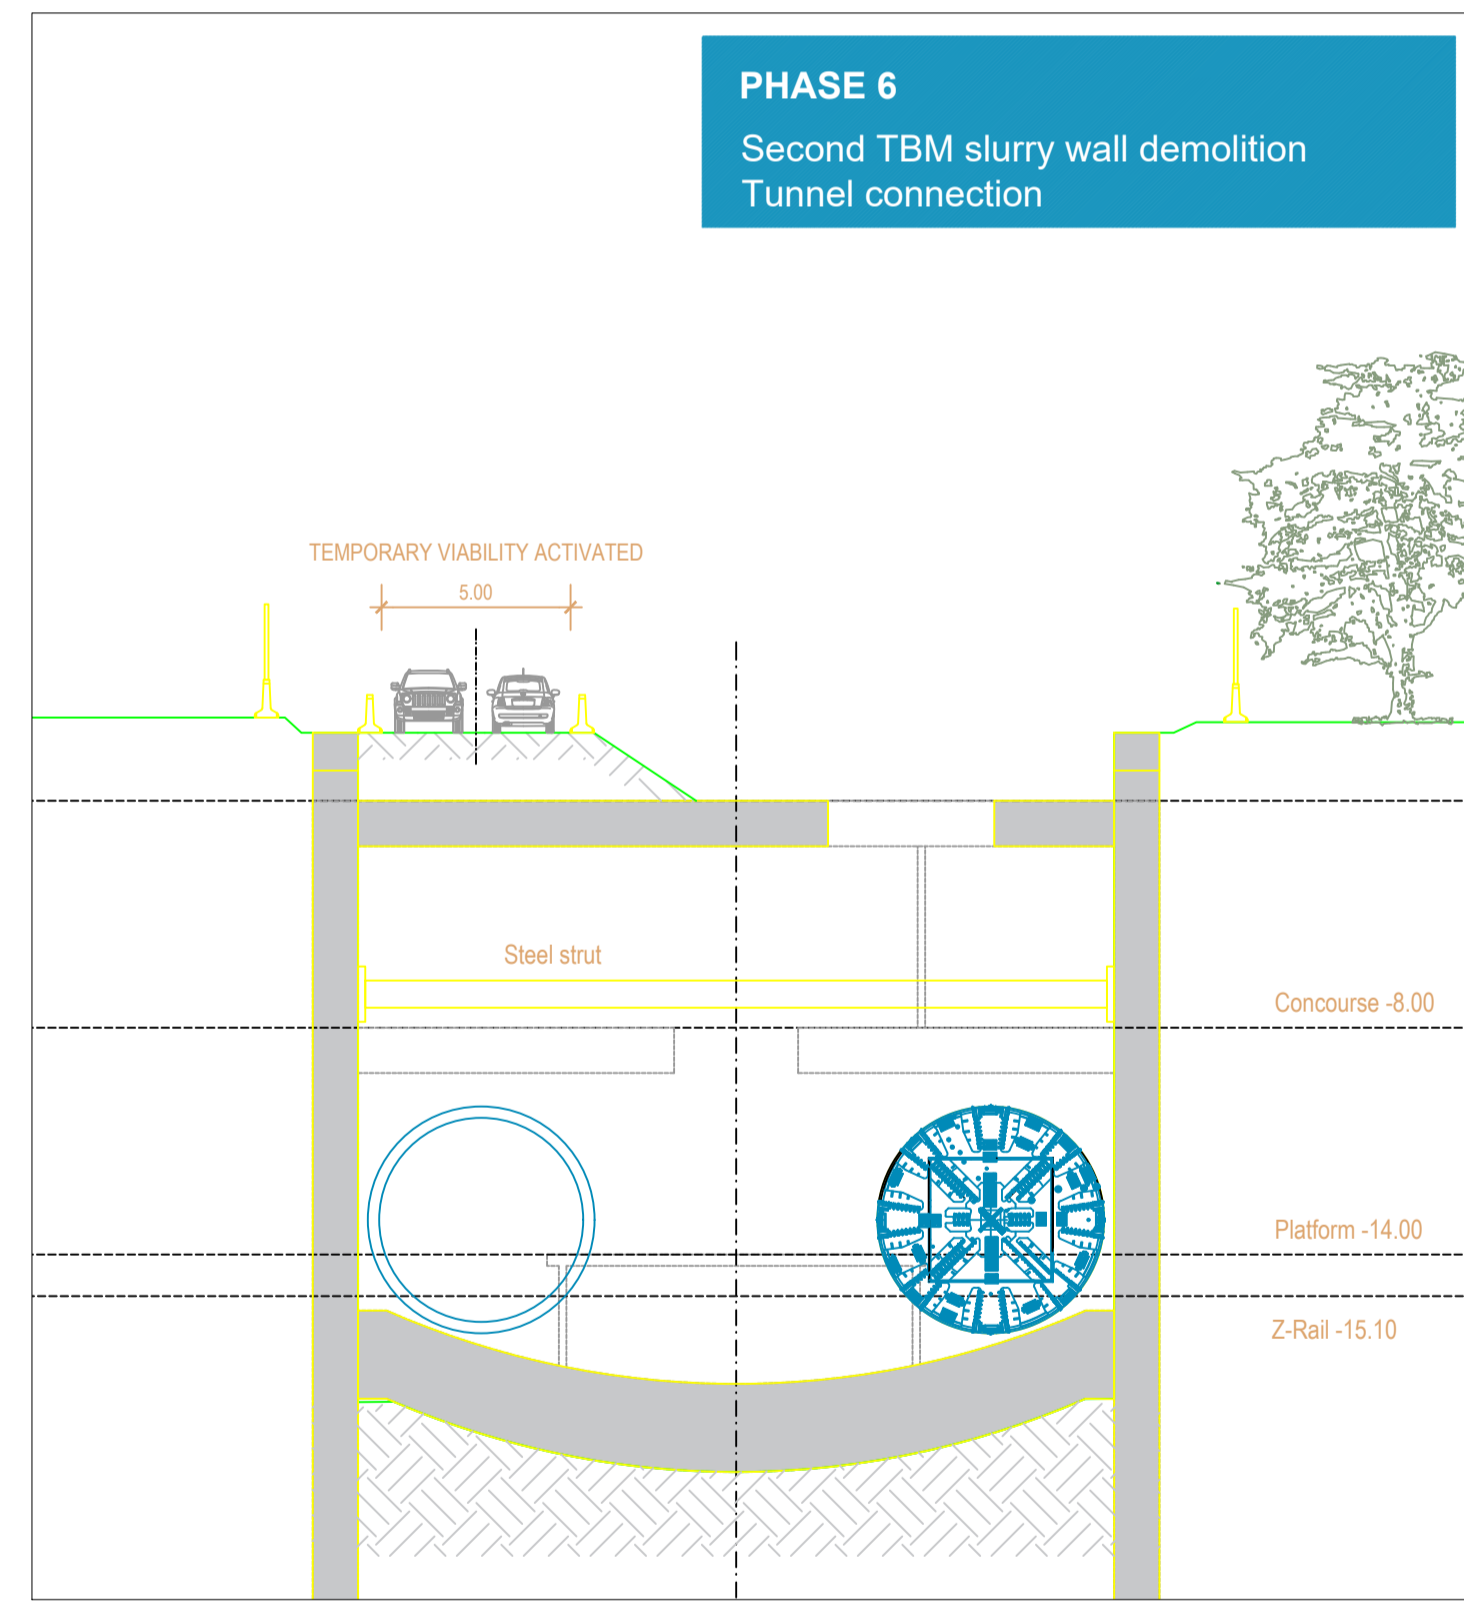 PHASE 6
Second TBM slurry wall demolition
Tunnel connection
TEMPORARY VIABILITY ACTIVATED
5.00
Steel strut
Concourse -8.00
Platform -14.00
Z-Rail -15.10